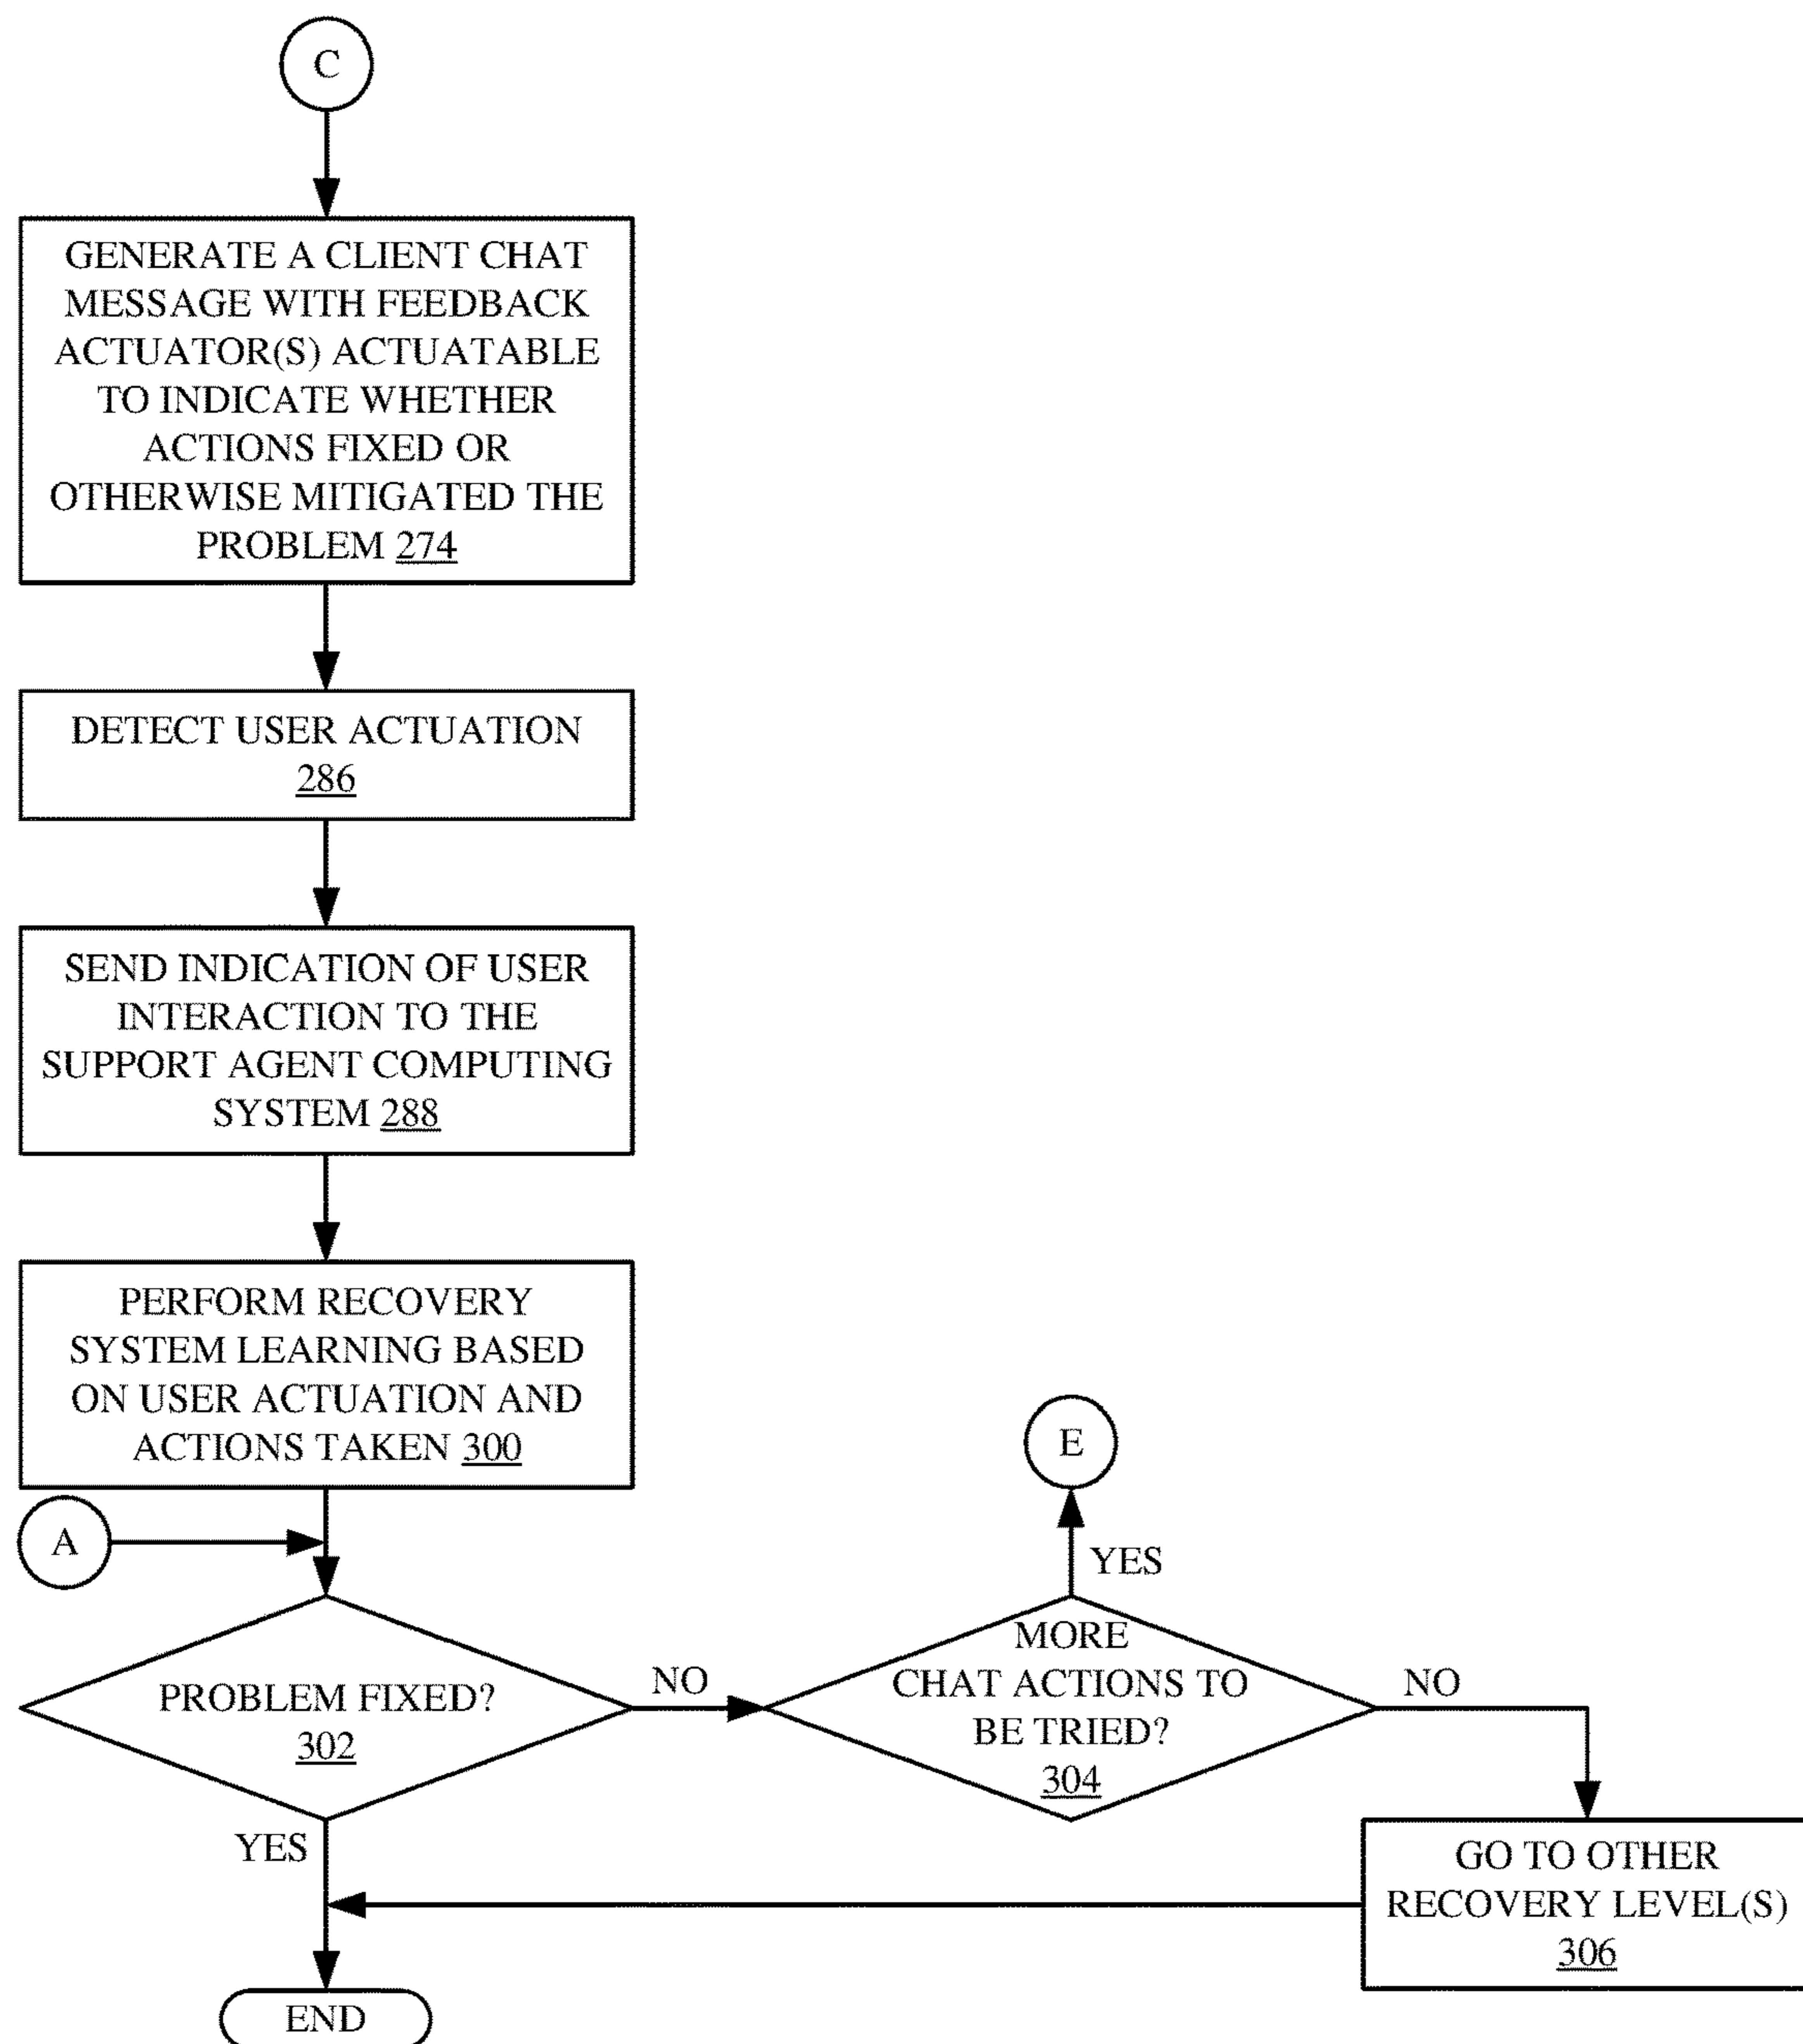 C
GENERATE A CLIENT CHAT
MESSAGE WITH FEEDBACK
ACTUATOR(S) ACTUATABLE
TO INDICATE WHETHER
ACTIONS FIXED OR
OTHERWISE MITIGATED THE
PROBLEM 274
DETECT USER ACTUATION
286
SEND INDICATION OF USER
INTERACTION TO THE
SUPPORT AGENT COMPUTING
SYSTEM 288
PERFORM RECOVERY
SYSTEM LEARNING BASED
ON USER ACTUATION AND
ACTIONS TAKEN 300
A
PROBLEM FIXED?
302
NO
YES
MORE
CHAT ACTIONS TO
BE TRIED?
304
YES
E
NO
GO TO OTHER
RECOVERY LEVEL(S)
306
END